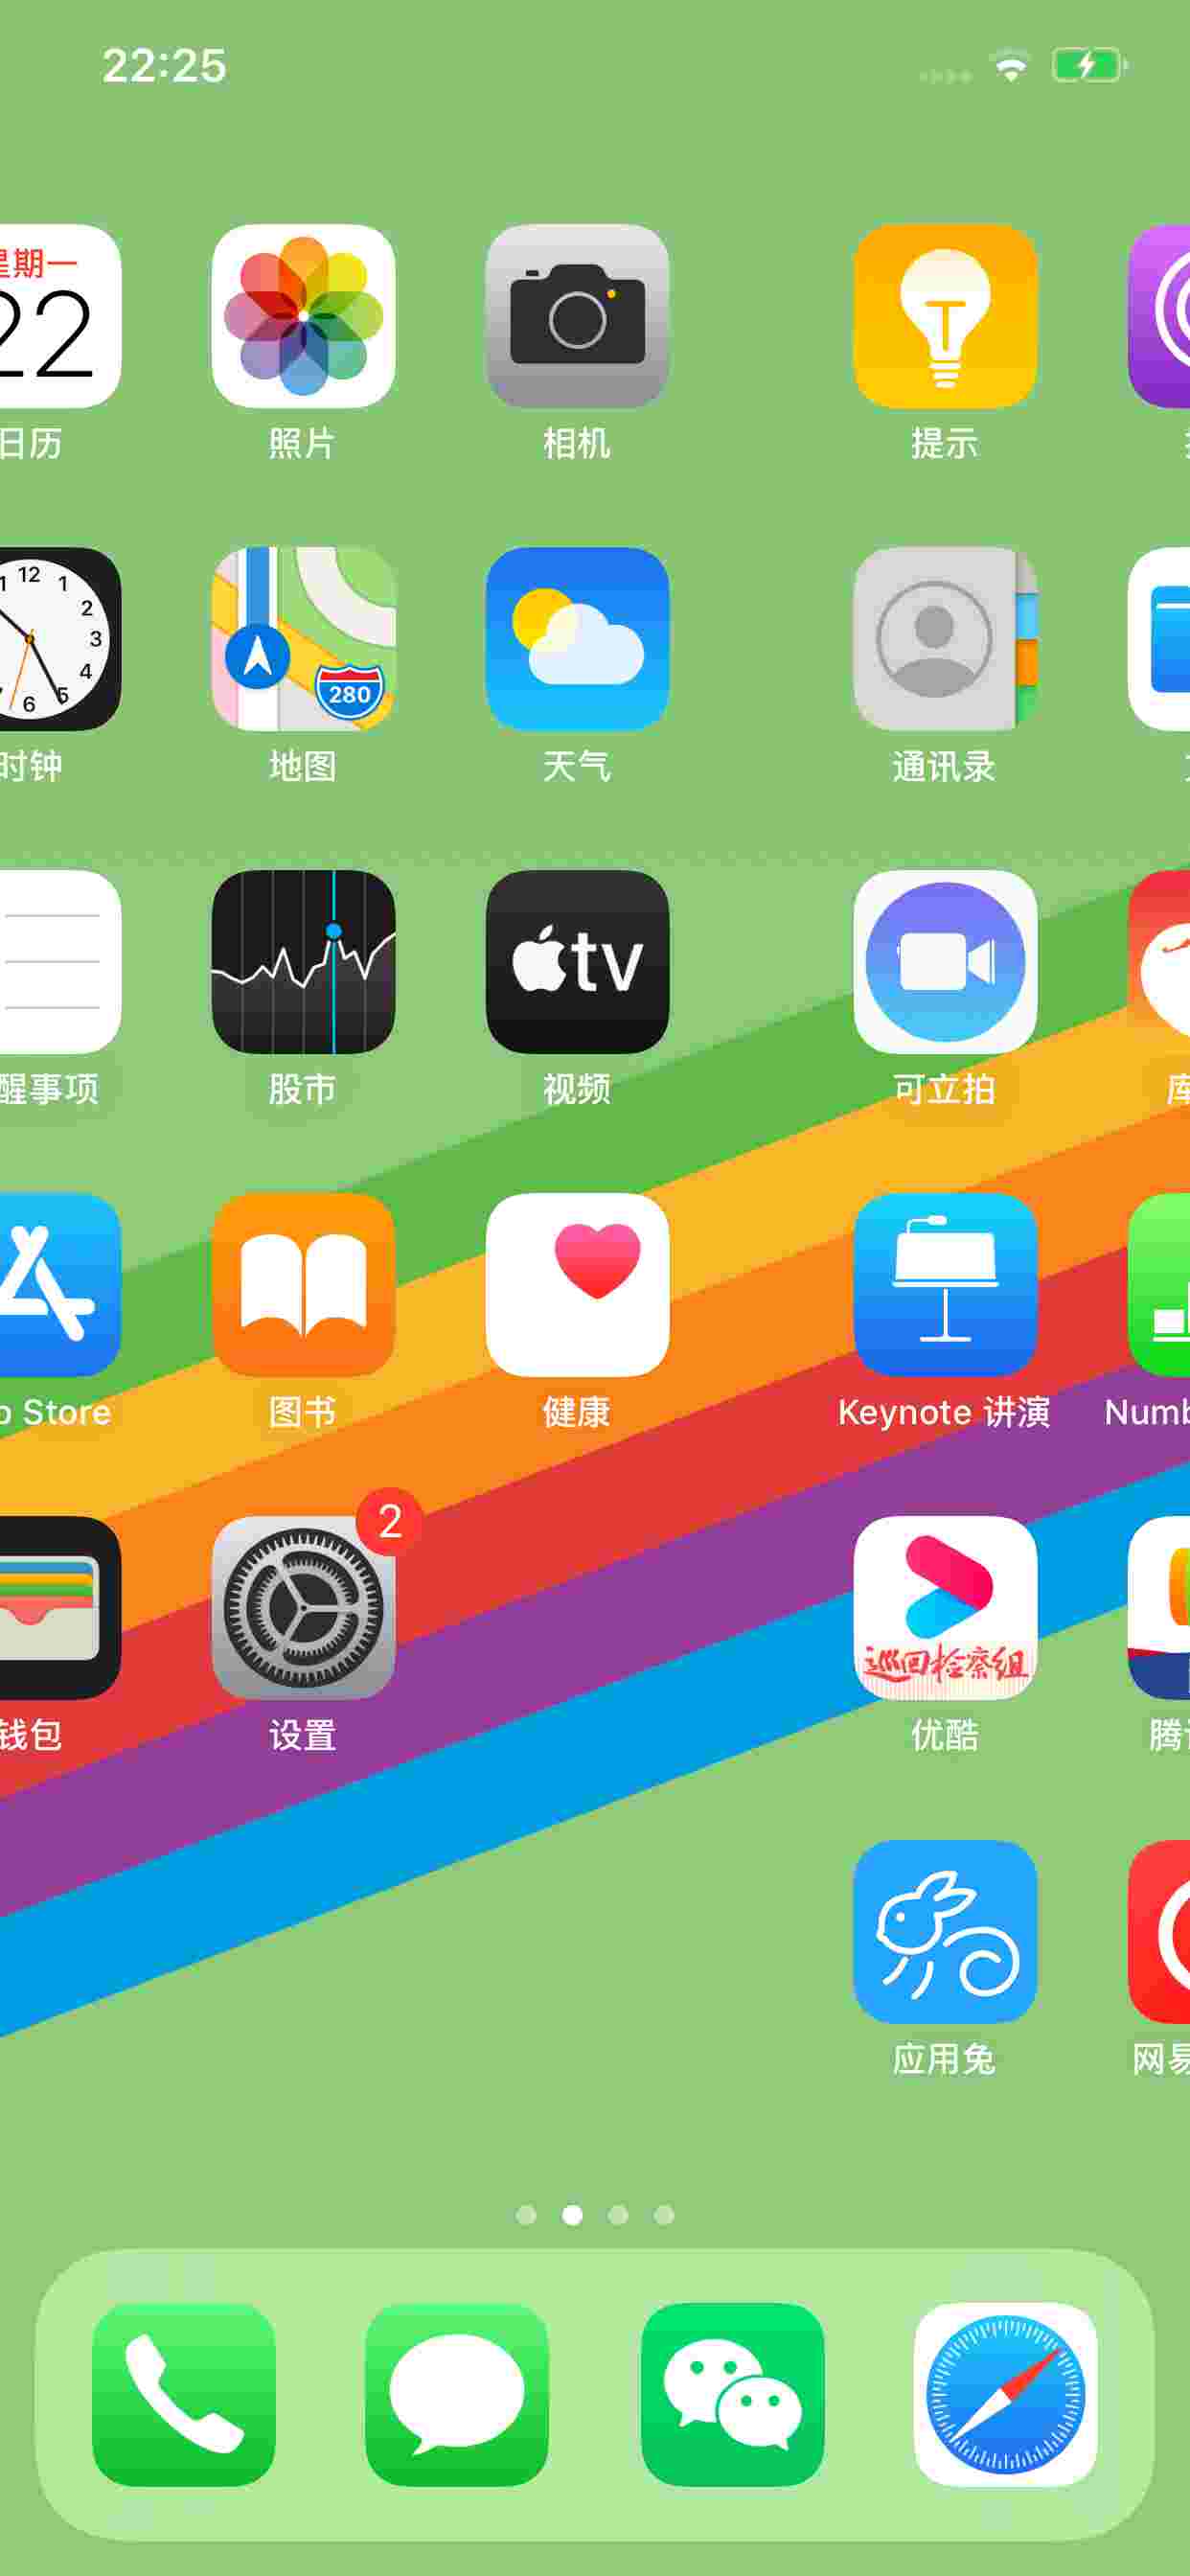 22:25
星期一
22
日历
照片
相机
提示
12
1
2
3
4
5
6
280
时钟
地图
天气
通讯录
tv
醒事项
股市
视频
可立拍
库
p Store
图书
健康
Keynote 讲演
Numb
2
巡回检察组
钱包
设置
优酷
腾讯
应用兔
网易